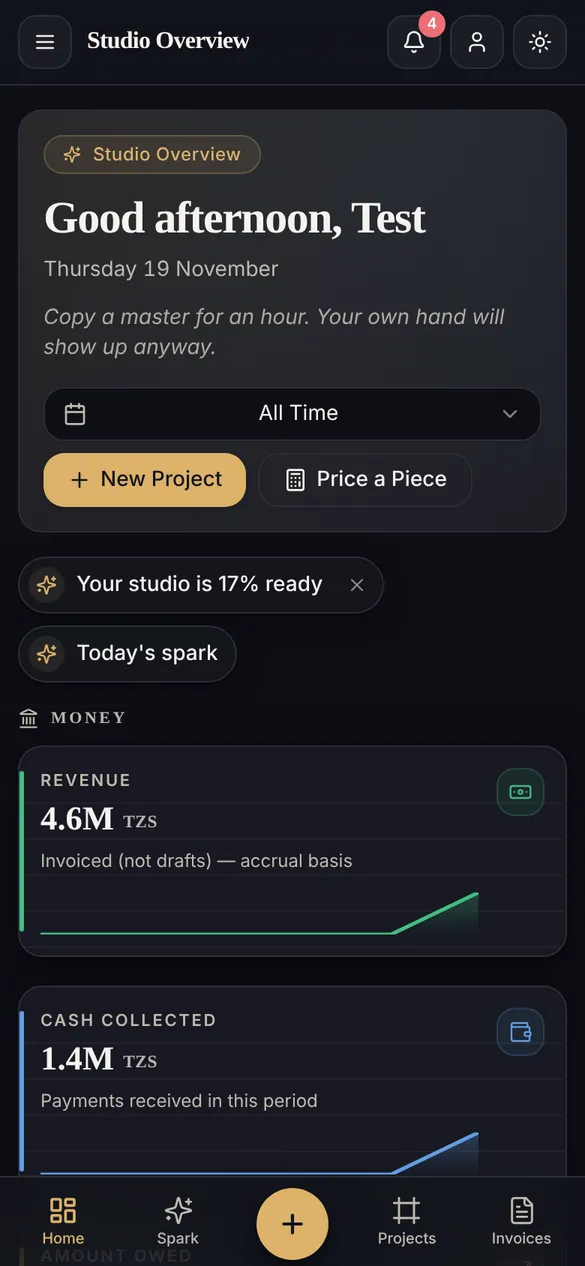 Studio Overview
4
Studio Overview
Good afternoon, Test
Thursday 19 November
Copy a master for an hour. Your own hand will
show up anyway.
All Time
New Project
Price a Piece
Your studio is 17% ready
Today's spark
MONEY
REVENUE
4.6M TZS
Invoiced (not drafts) — accrual basis
CASH COLLECTED
1.4M TZS
Payments received in this period
Home
Spark
Projects
Invoices
AMOUNT OWED